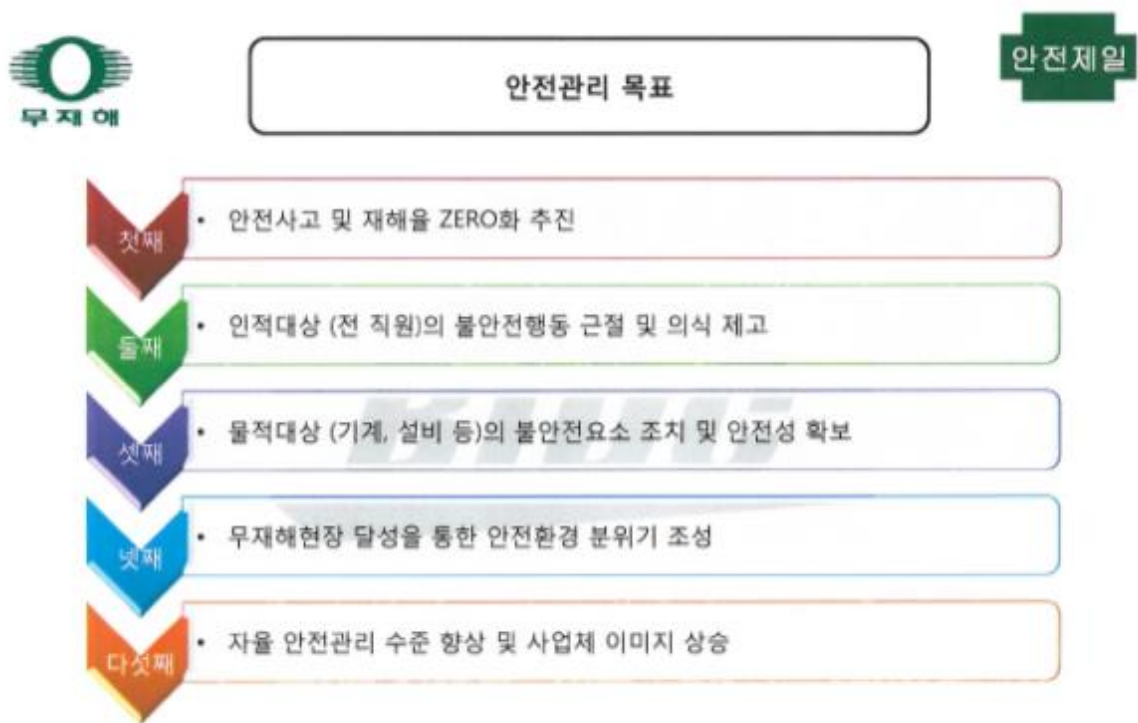 무재해
안전관리 목표
안전제일
첫째
• 안전사고 및 재해율 ZERO화 추진
둘째
• 인적대상 (전 직원)의 불안전행동 근절 및 의식 제고
셋째
• 물적대상 (기계, 설비 등)의 불안전요소 조치 및 안전성 확보
넷째
• 무재해현장 달성을 통한 안전환경 분위기 조성
다섯째
• 자율 안전관리 수준 향상 및 사업체 이미지 상승